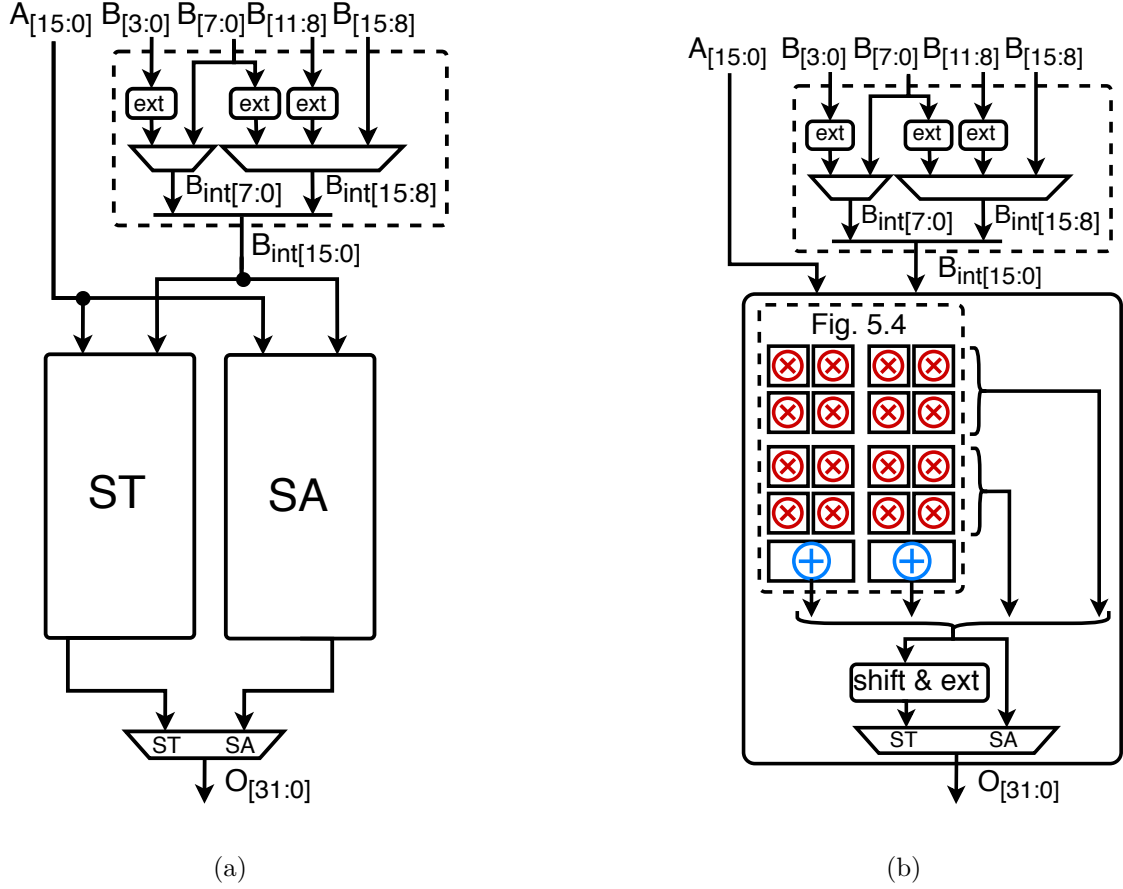 A[15:0] B[3:0] B[7:0] B[11:8] B[15:8]
ext ext ext
Bint[7:0] Bint[15:8]
Bint[15:0]
ST SA
ST SA
O[31:0]
(a)
A[15:0] B[3:0] B[7:0] B[11:8] B[15:8]
ext ext ext
Bint[7:0] Bint[15:8]
Bint[15:0]
Fig. 5.4
shift & ext
ST SA
O[31:0]
(b)